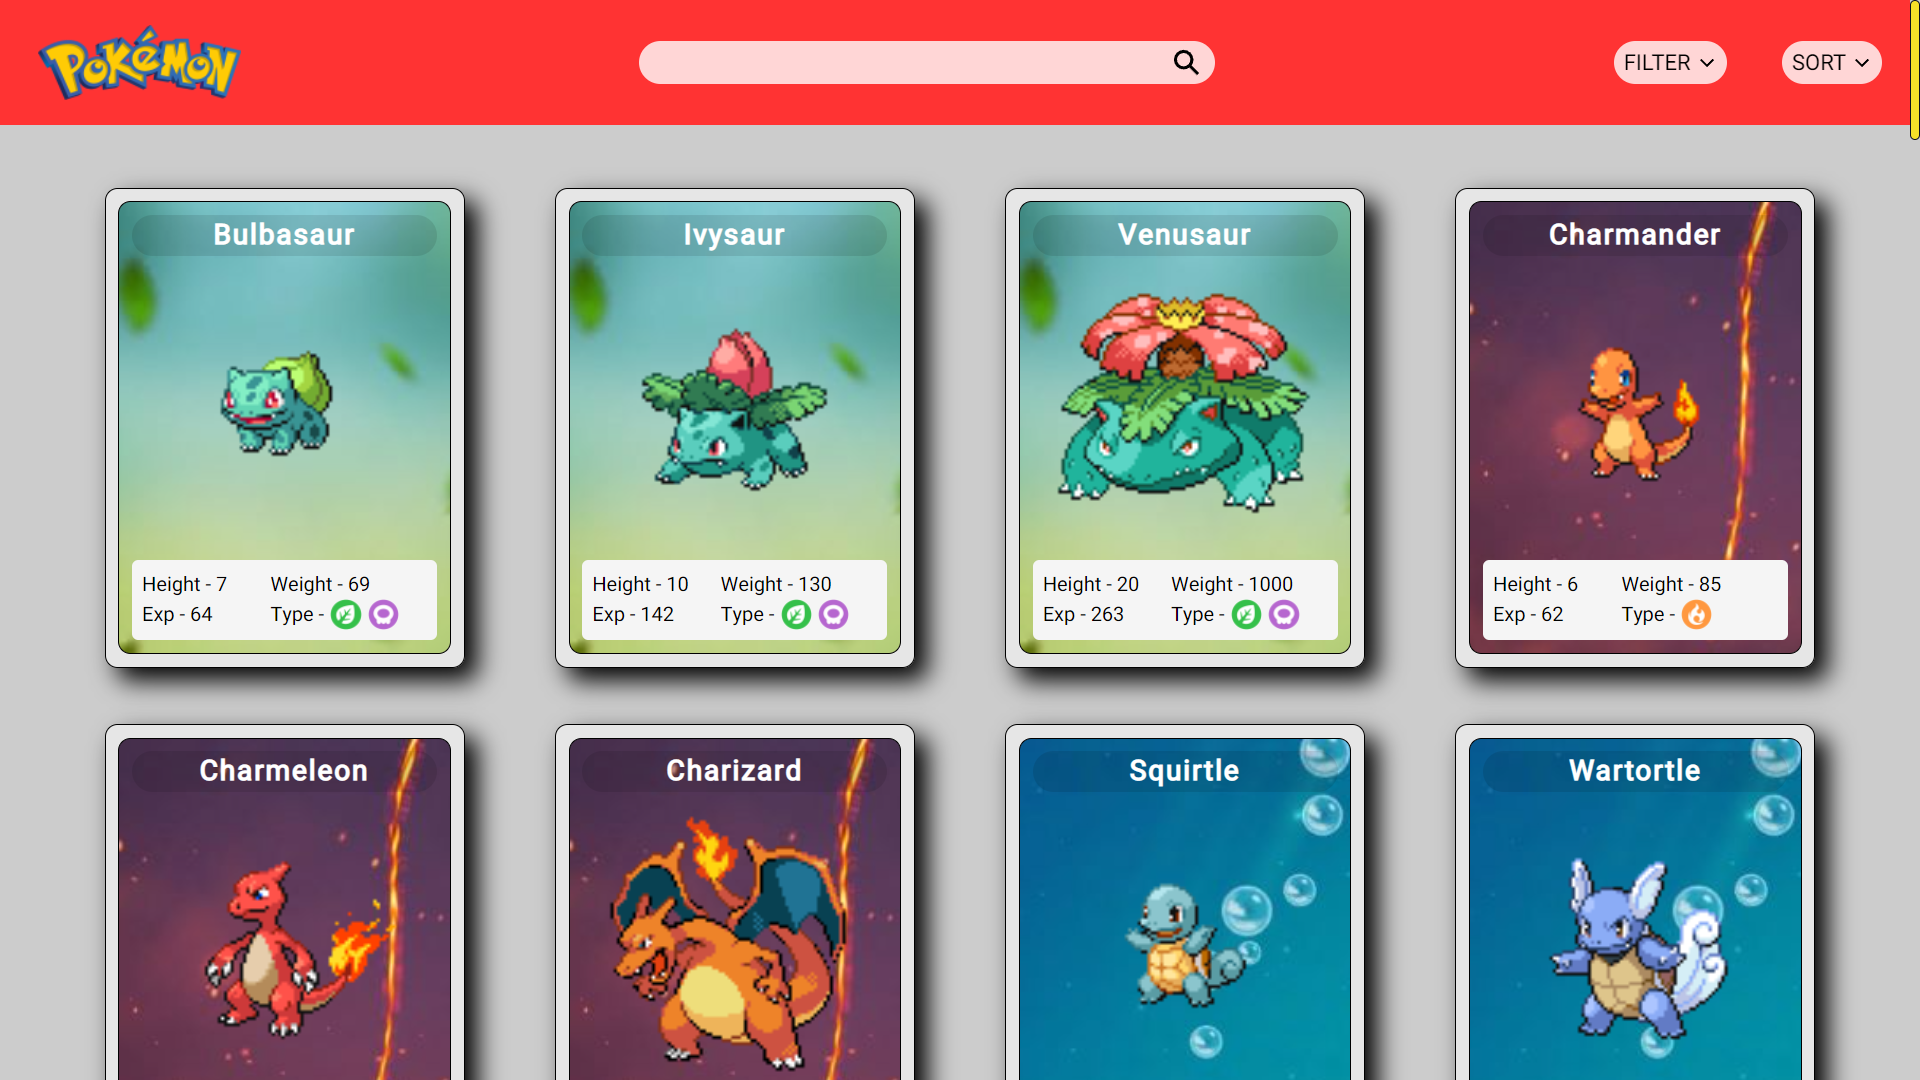 Pokémon
FILTER
SORT
Bulbasaur
Height - 7 Weight - 69
Exp - 64 Type -
Ivysaur
Height - 10 Weight - 130
Exp - 142 Type -
Venusaur
Height - 20 Weight - 1000
Exp - 263 Type -
Charmander
Height - 6 Weight - 85
Exp - 62 Type -
Charmeleon
Charizard
Squirtle
Wartortle